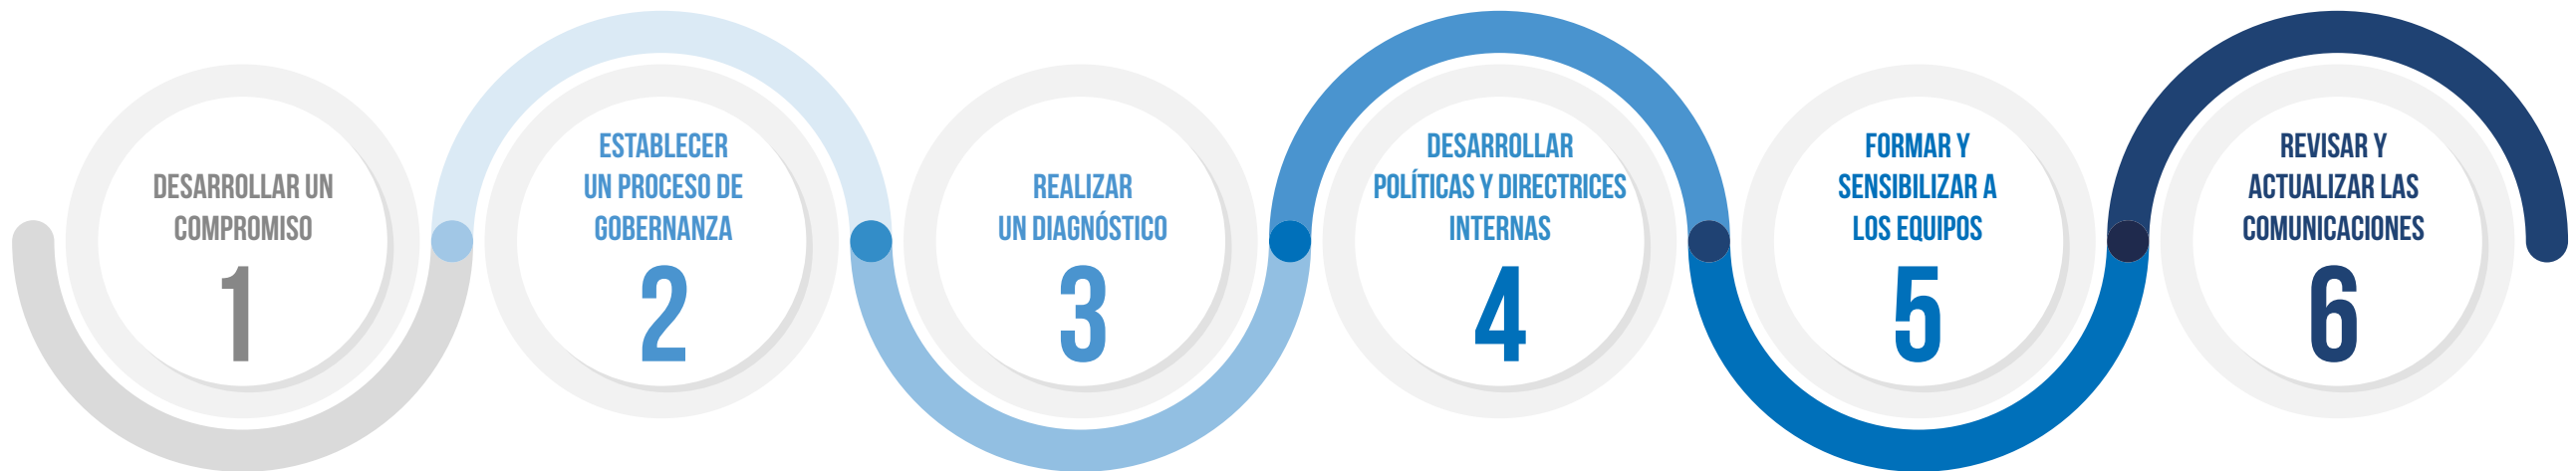 DESARROLLAR UN
COMPROMISO
1
ESTABLECER
UN PROCESO DE
GOBERNANZA
2
REALIZAR
UN DIAGNÓSTICO
3
DESARROLLAR
POLÍTICAS Y DIRECTRICES
INTERNAS
4
FORMAR Y
SENSIBILIZAR A
LOS EQUIPOS
5
REVISAR Y
ACTUALIZAR LAS
COMUNICACIONES
6